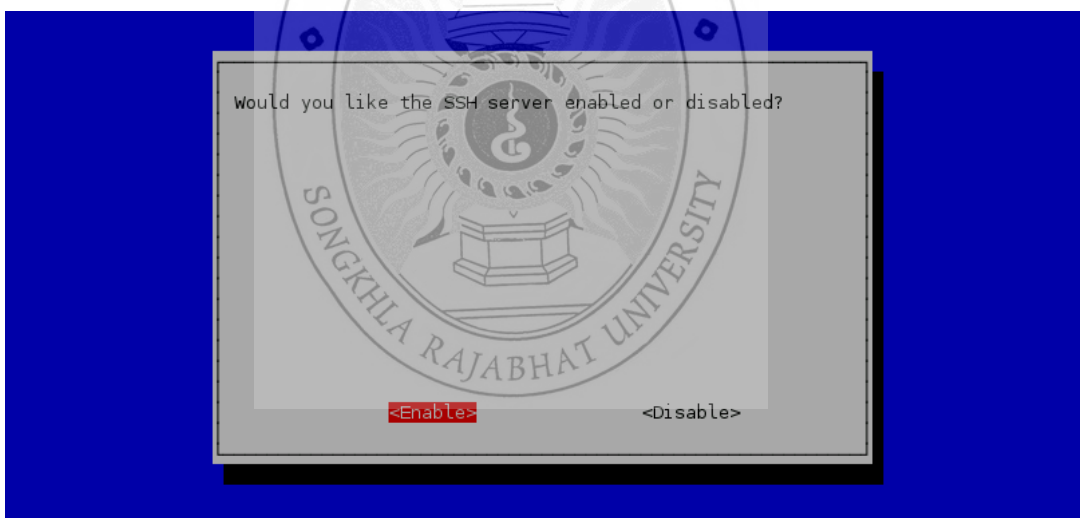 Would you like the SSH server enabled or disabled?
SONGKHLA RAJABHAT UNIVERSITY
<Enable> <Disable>